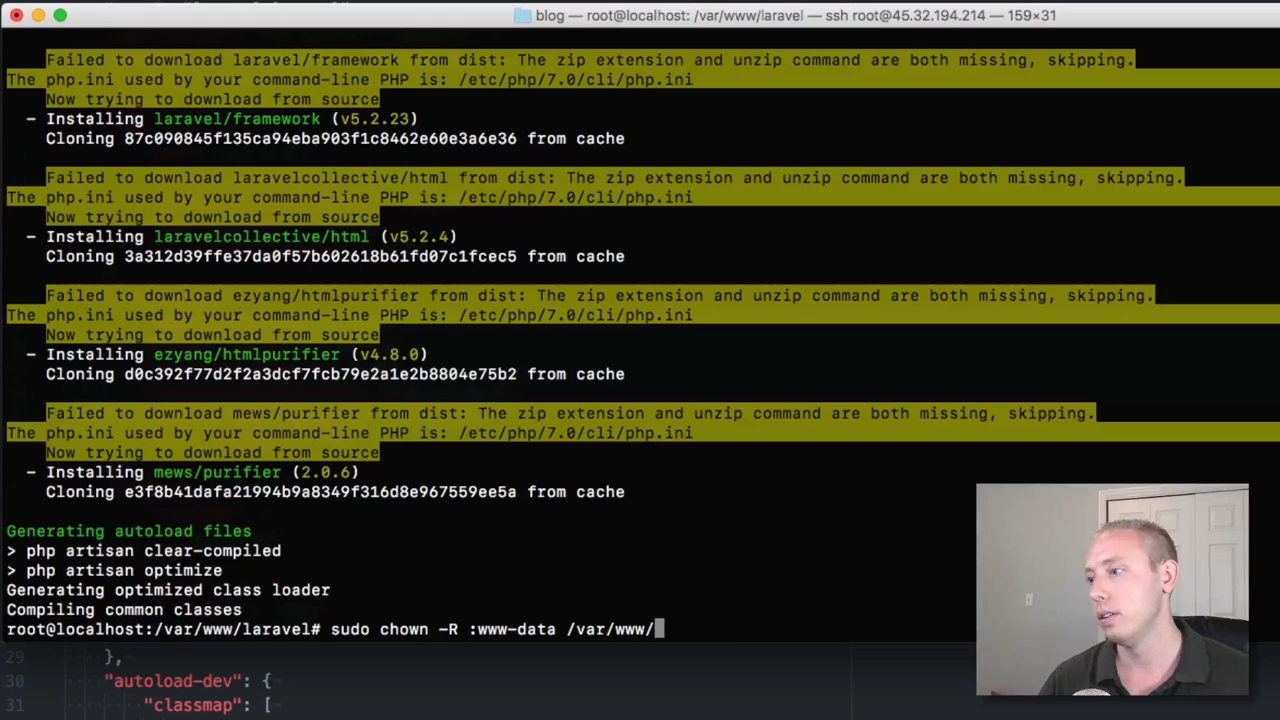 blog — root@localhost: /var/www/laravel — ssh root@45.32.194.214 — 159×31
Failed to download laravel/framework from dist: The zip extension and unzip command are both missing, skipping.
The php.ini used by your command-line PHP is: /etc/php/7.0/cli/php.ini
Now trying to download from source
- Installing laravel/framework (v5.2.23)
Cloning 87c090845f135ca94eba903f1c8462e60e3a6e36 from cache
Failed to download laravelcollective/html from dist: The zip extension and unzip command are both missing, skipping.
The php.ini used by your command-line PHP is: /etc/php/7.0/cli/php.ini
Now trying to download from source
- Installing laravelcollective/html (v5.2.4)
Cloning 3a312d39ffe37da0f57b602618b61fd07c1fcec5 from cache
Failed to download ezyang/htmlpurifier from dist: The zip extension and unzip command are both missing, skipping.
The php.ini used by your command-line PHP is: /etc/php/7.0/cli/php.ini
Now trying to download from source
- Installing ezyang/htmlpurifier (v4.8.0)
Cloning d0c392f77d2f2a3dcf7fcb79e2a1e2b8804e75b2 from cache
Failed to download mews/purifier from dist: The zip extension and unzip command are both missing, skipping.
The php.ini used by your command-line PHP is: /etc/php/7.0/cli/php.ini
Now trying to download from source
- Installing mews/purifier (2.0.6)
Cloning e3f8b41dafa21994b9a8349f316d8e967559ee5a from cache
Generating autoload files
> php artisan clear-compiled
> php artisan optimize
Generating optimized class loader
Compiling common classes
root@localhost:/var/www/laravel# sudo chown -R :www-data /var/www/
29 },
30 "autoload-dev": {
31 "classmap": [